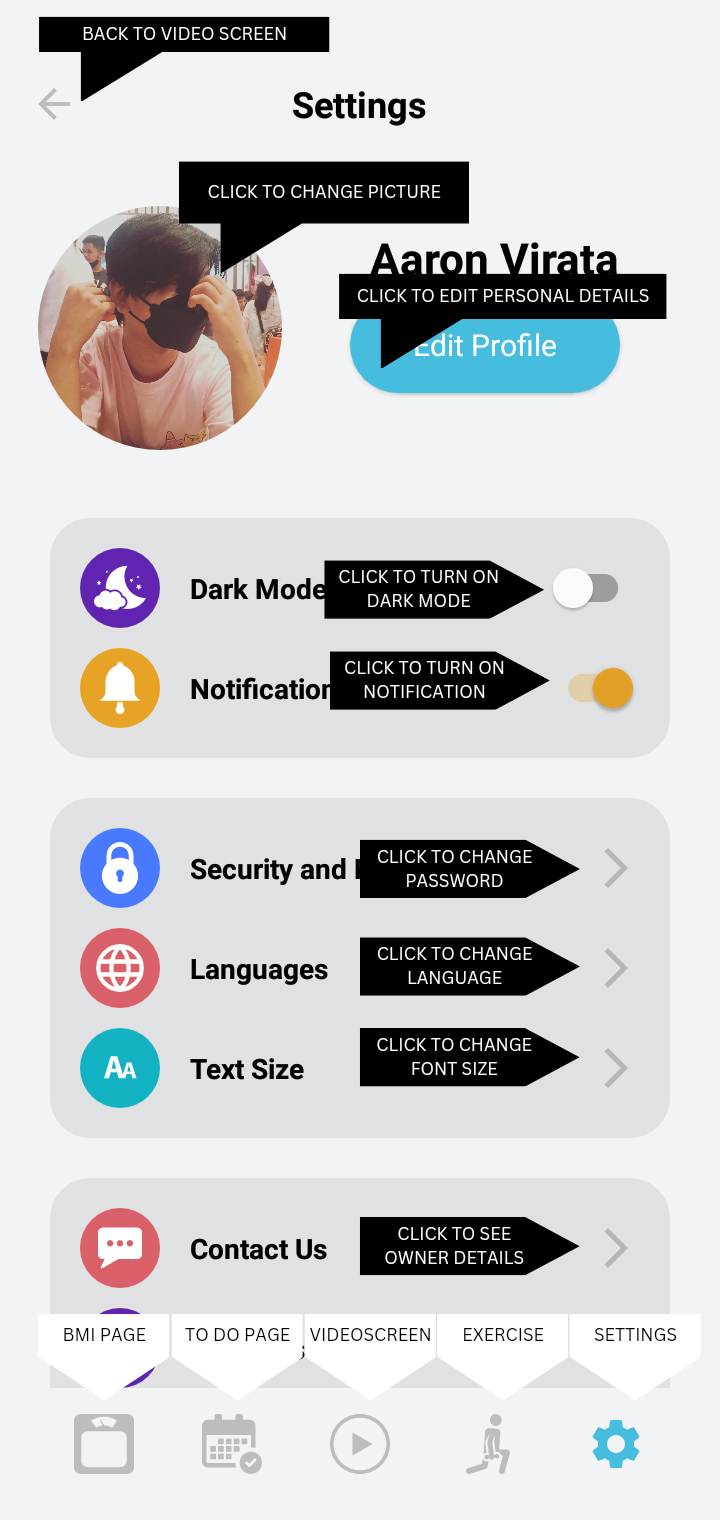 BACK TO VIDEO SCREEN
Settings
CLICK TO CHANGE PICTURE
Aaron Virata
CLICK TO EDIT PERSONAL DETAILS
Edit Profile
Dark Mode
CLICK TO TURN ON
DARK MODE
Notification
CLICK TO TURN ON
NOTIFICATION
Security and
CLICK TO CHANGE
PASSWORD
Languages
CLICK TO CHANGE
LANGUAGE
AA
Text Size
CLICK TO CHANGE
FONT SIZE
Contact Us
CLICK TO SEE
OWNER DETAILS
BMI PAGE
TO DO PAGE
VIDEOSCREEN
EXERCISE
SETTINGS